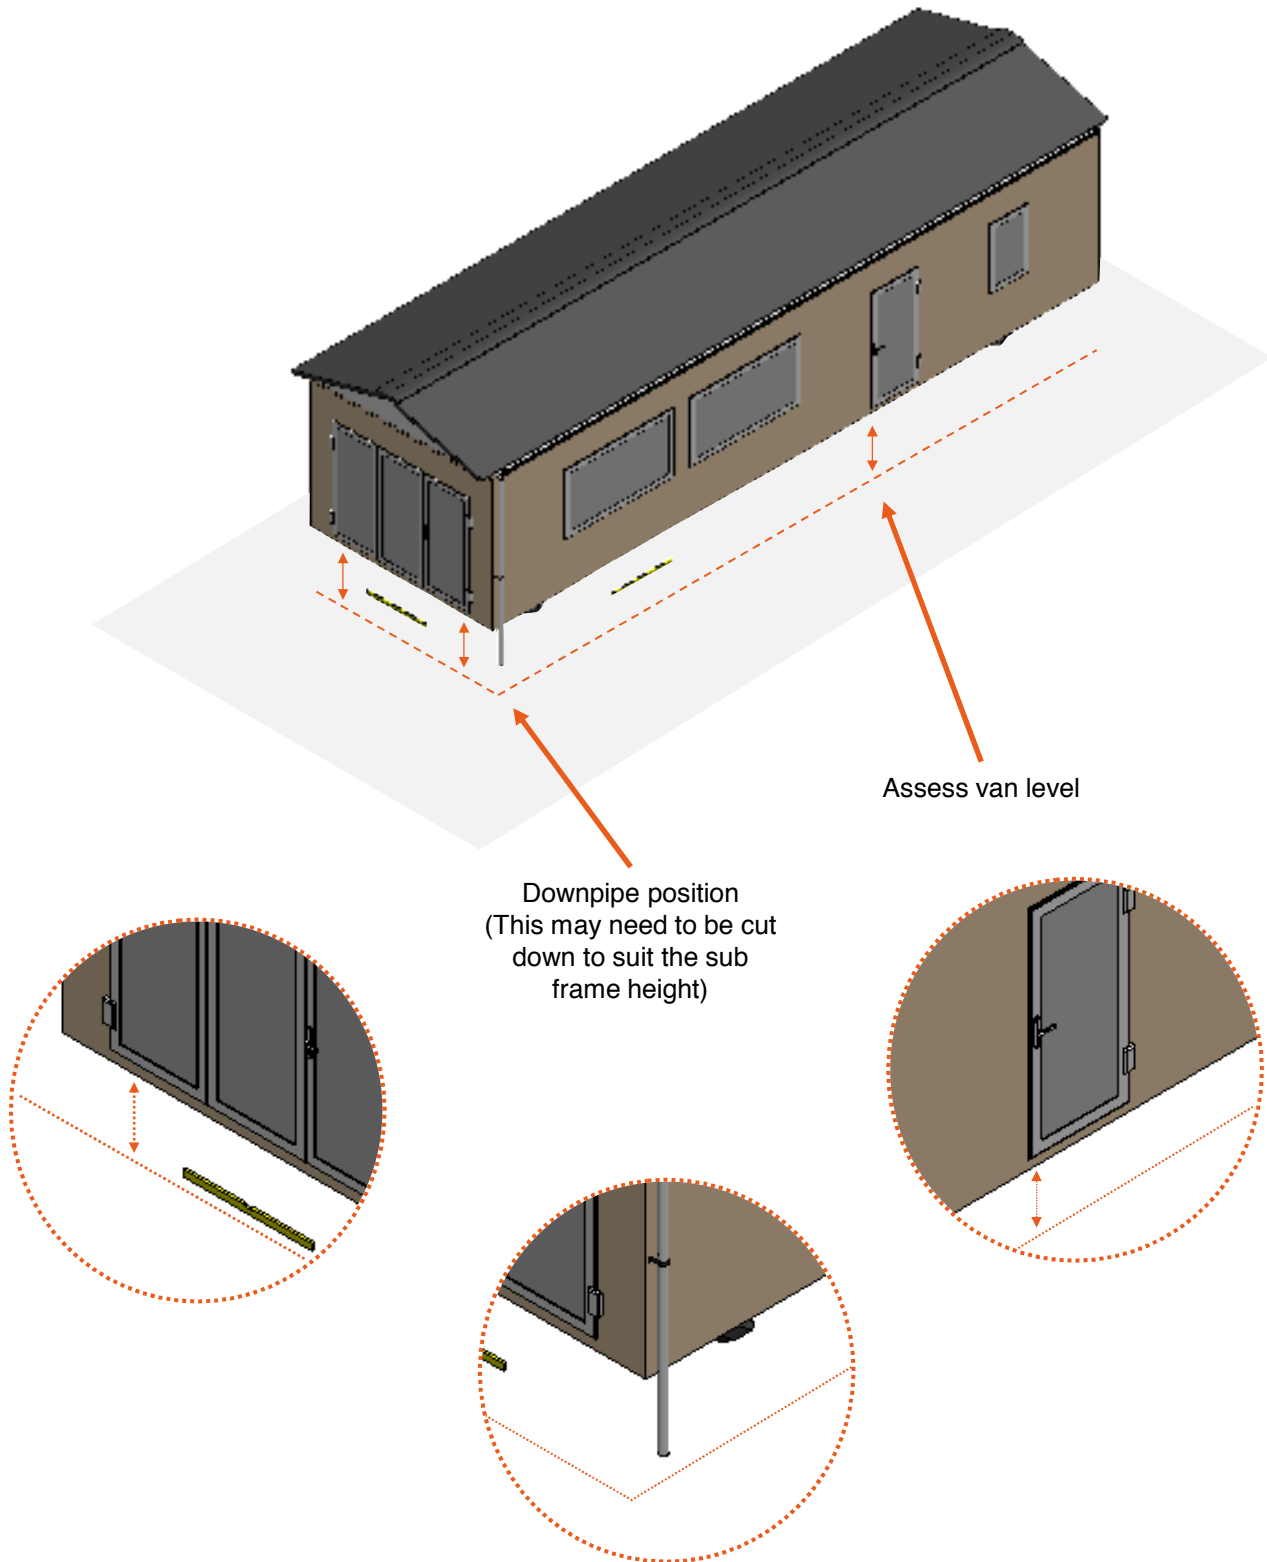 Assess van level
Downpipe position
(This may need to be cut
down to suit the sub
frame height)